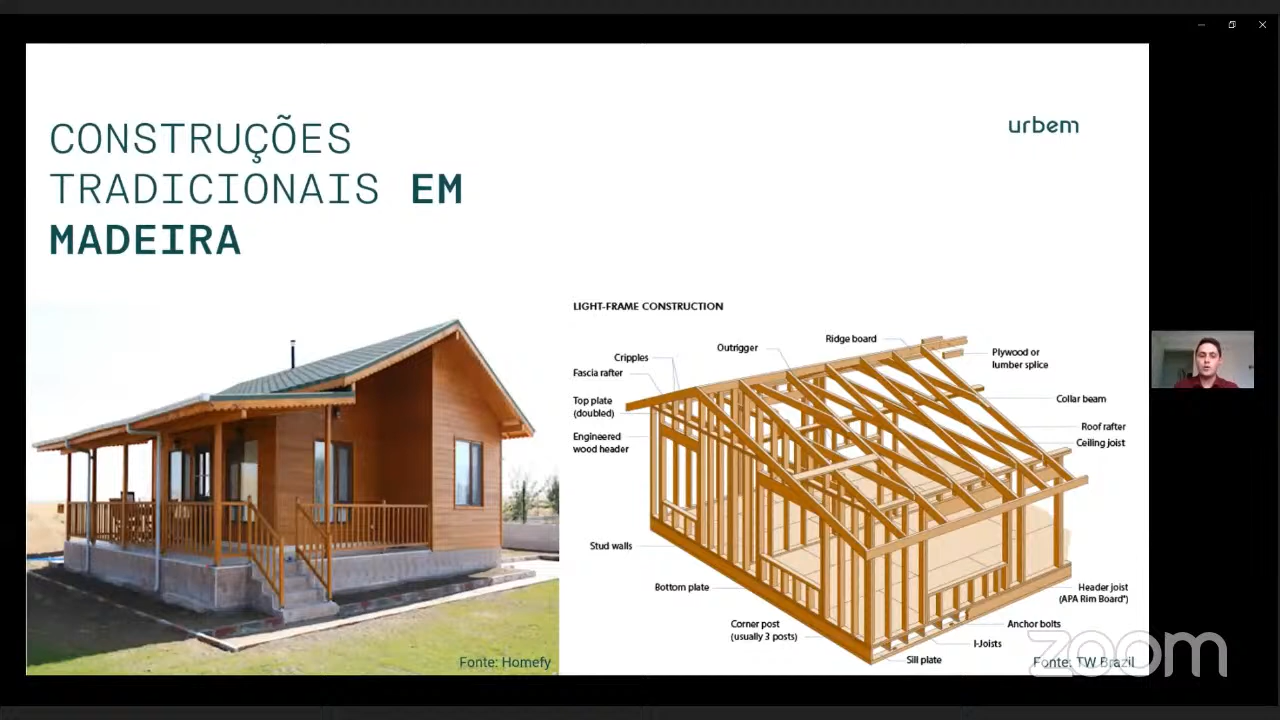 CONSTRUÇÕES
TRADICIONAIS EM
MADEIRA
urbem
LIGHT-FRAME CONSTRUCTION
Cripples
Outrigger
Ridge board
Fascia rafter
Plywood or
lumber splice
Top plate
(doubled)
Collar beam
Engineered
wood header
Roof rafter
Ceiling joist
Stud walls
Bottom plate
Header joist
(APA Rim Board®)
Corner post
(usually 3 posts)
Anchor bolts
I-Joists
Sill plate
Fonte: Homefy
Fonte: TW Brazil
zoom